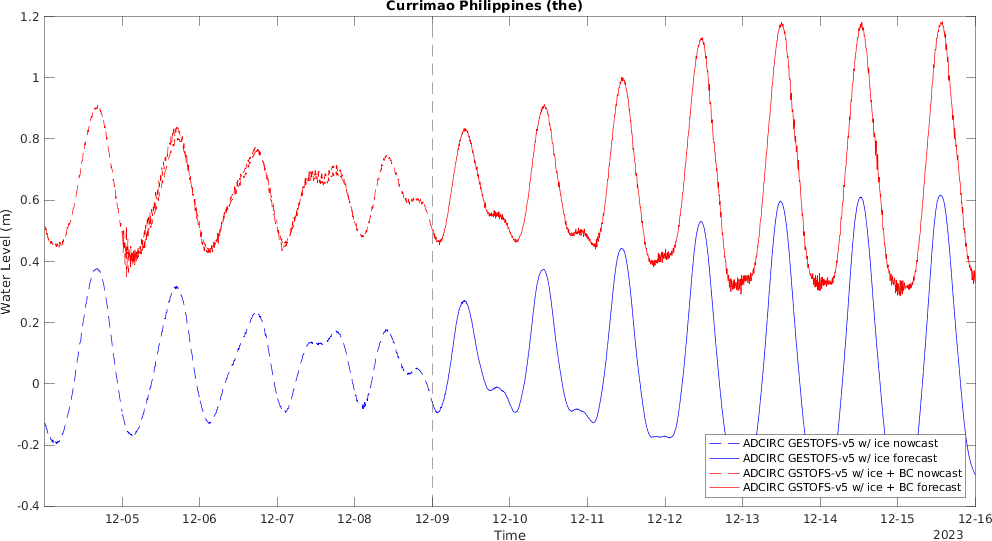 Currimao Philippines (the)
1.2
1
0.8
0.6
0.4
0.2
0
-0.2
-0.4
Water Level (m)
ADCIRC GESTOFS-v5 w/ ice nowcast
ADCIRC GESTOFS-v5 w/ ice forecast
ADCIRC GSTOFS-v5 w/ ice + BC nowcast
ADCIRC GSTOFS-v5 w/ ice + BC forecast
12-05 12-06 12-07 12-08 12-09 12-10 12-11 12-12 12-13 12-14 12-15 12-16
Time
2023